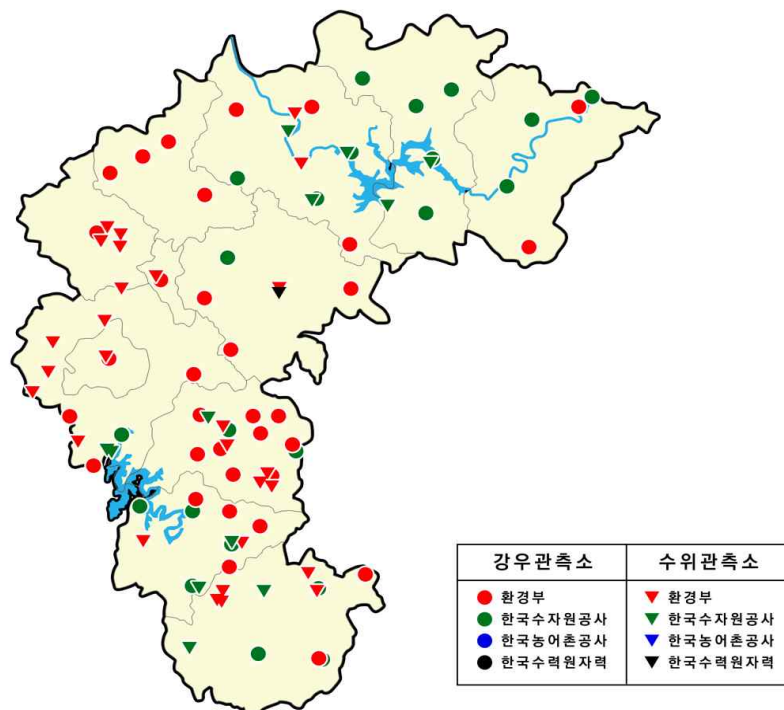 강우관측소 수위관측소
환경부 환경부
한국수자원공사 한국수자원공사
한국농어촌공사 한국농어촌공사
한국수력원자력 한국수력원자력